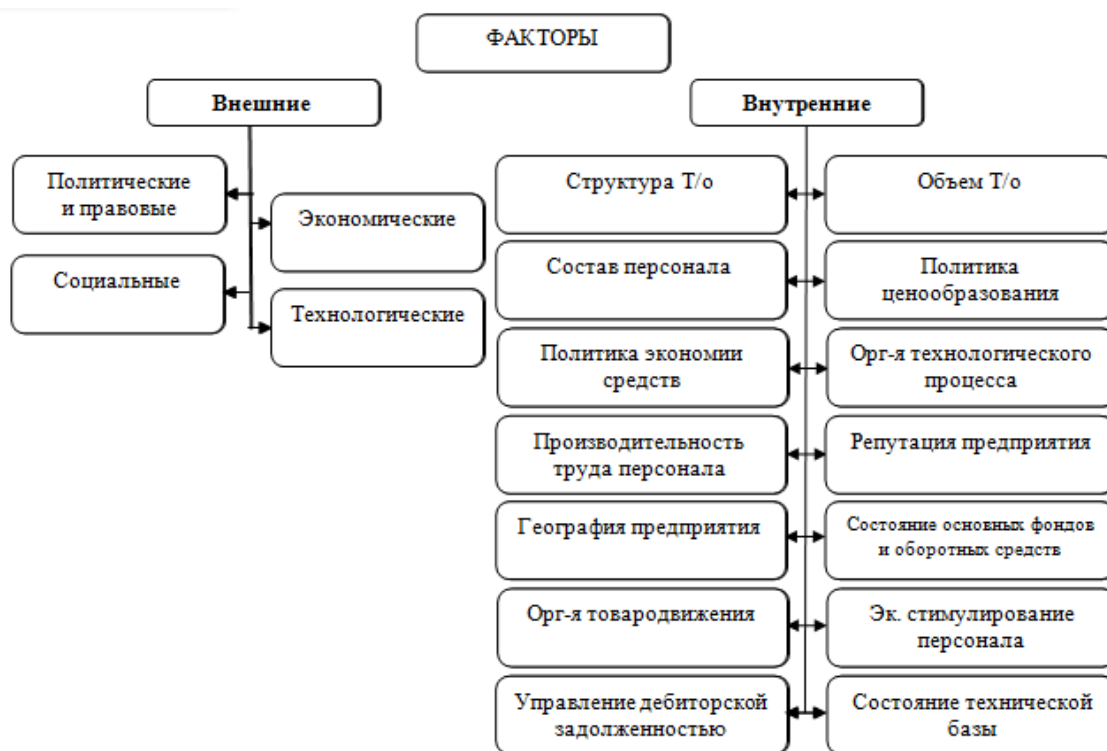 ФАКТОРЫ
Внешние
Внутренние
Политические
и правовые
Экономические
Социальные
Технологические
Структура Т/о
Объем Т/о
Состав персонала
Политика
ценообразования
Политика экономии
средств
Орг-я технологического
процесса
Производительность
труда персонала
Репутация предприятия
География предприятия
Состояние основных фондов
и оборотных средств
Орг-я товародвижения
Эк. стимулирование
персонала
Управление дебиторской
задолженностью
Состояние технической
базы